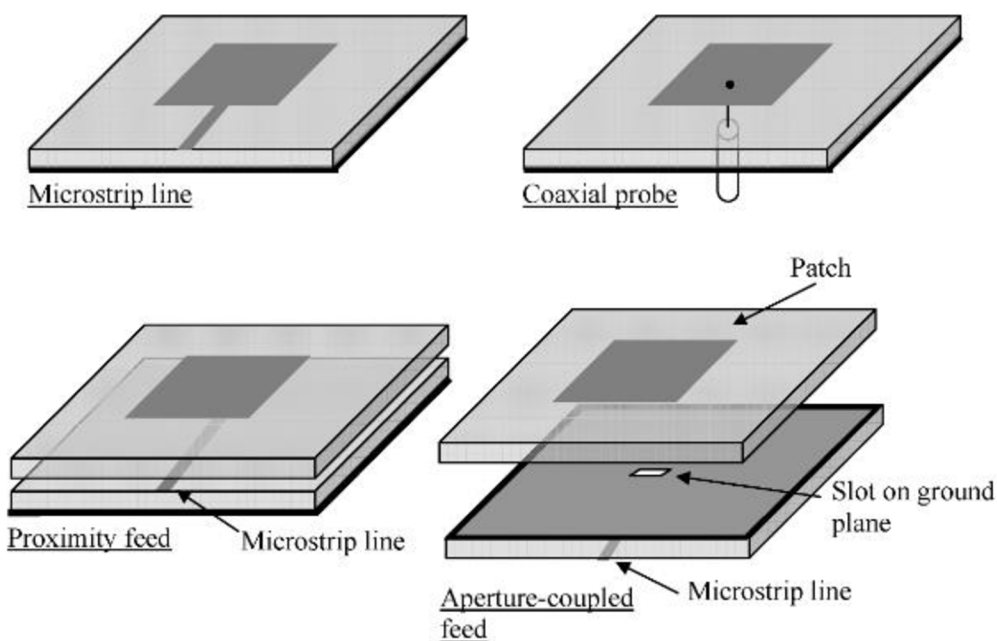 Microstrip line
Coaxial probe
Patch
Proximity feed
Microstrip line
Slot on ground
plane
Microstrip line
Aperture-coupled
feed